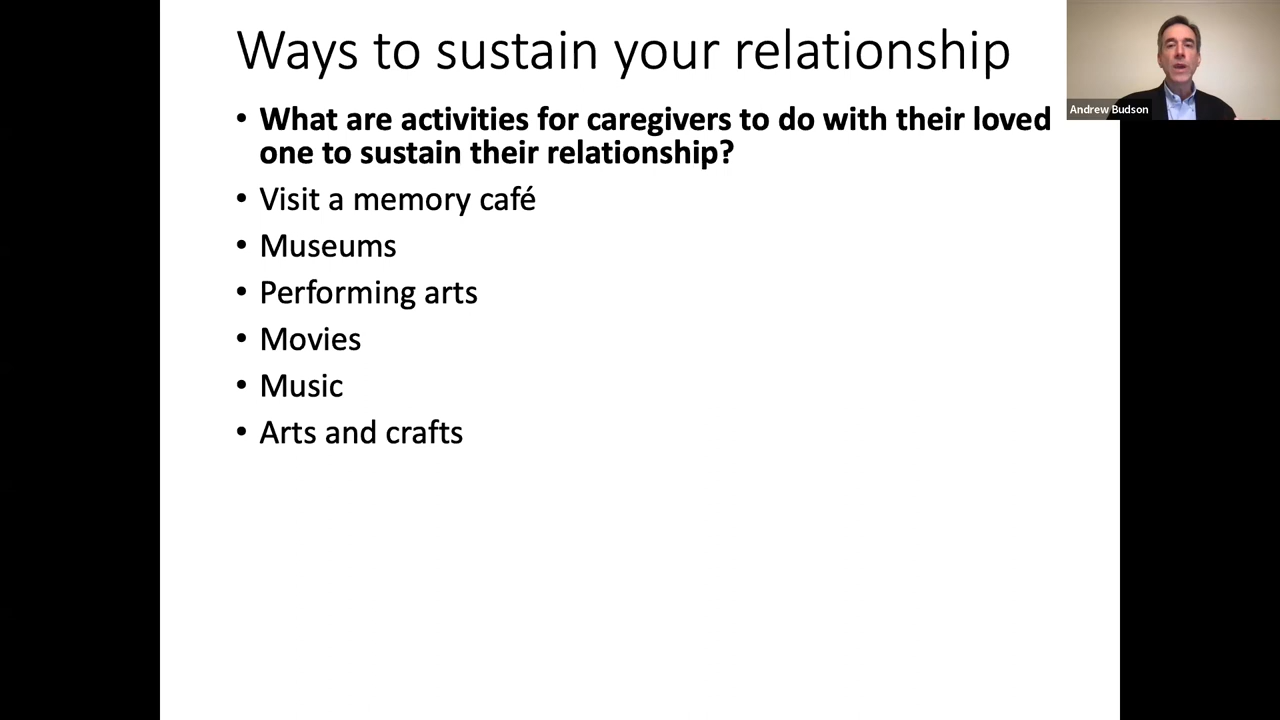 Ways to sustain your relationship
• What are activities for caregivers to do with their loved
one to sustain their relationship?
• Visit a memory café
• Museums
• Performing arts
• Movies
• Music
• Arts and crafts
Andrew Budson